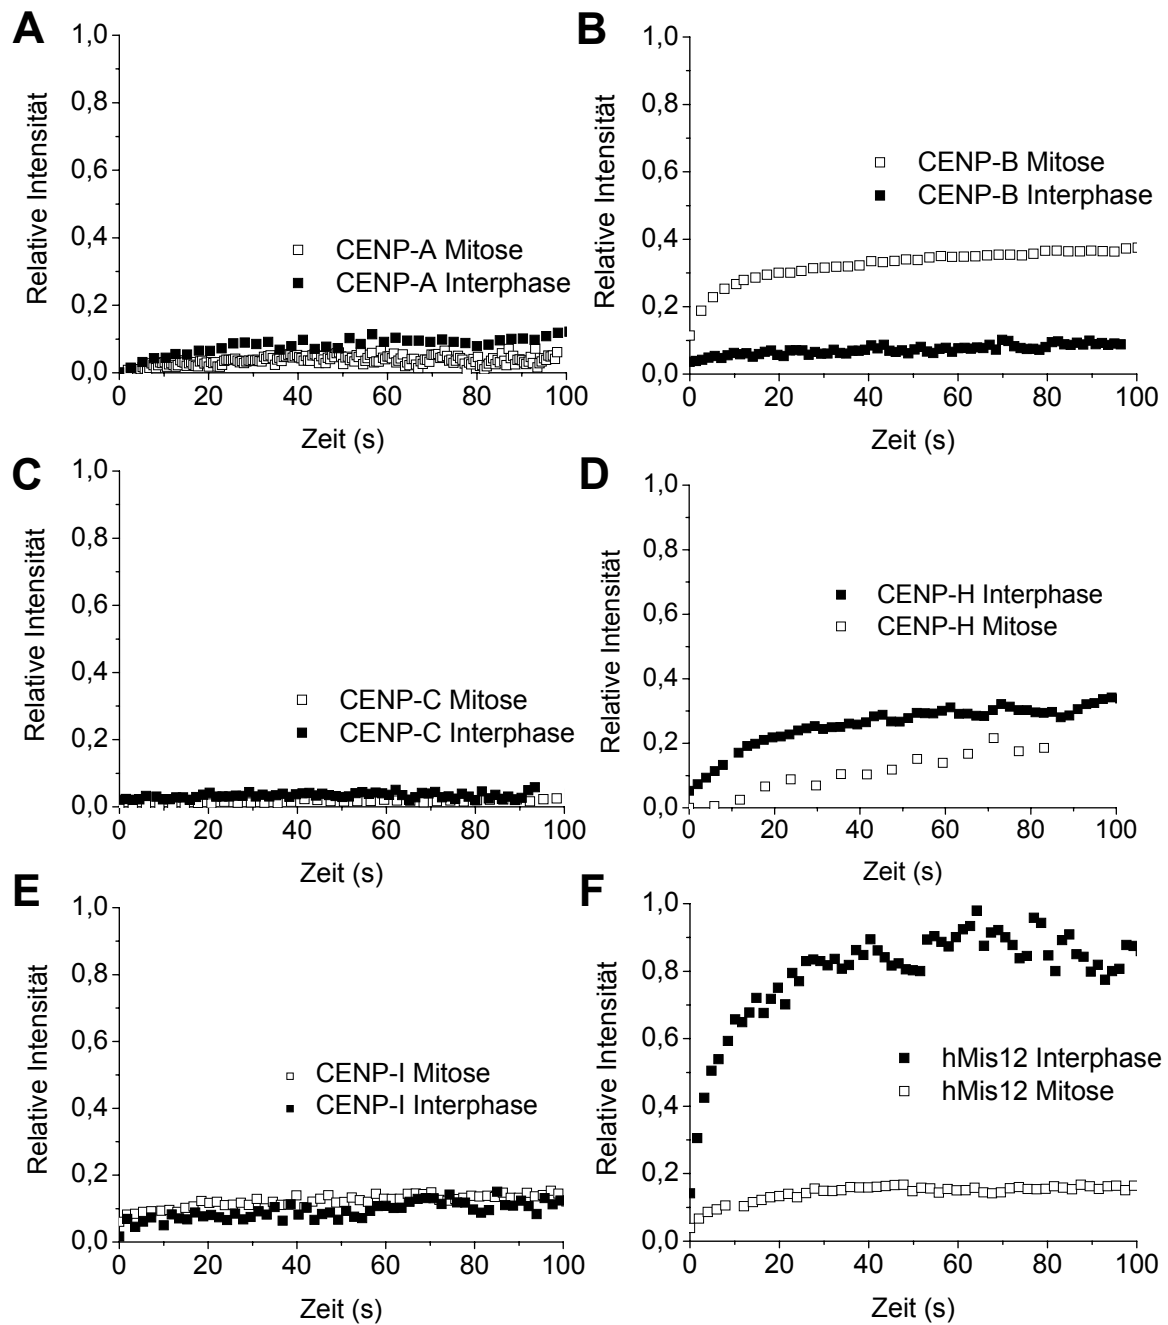 A
1,0
0,8
0,6
0,4
0,2
0,0
Relative Intensität
CENP-A Mitose
CENP-A Interphase
0 20 40 60 80 100
Zeit (s)
B
1,0
0,8
0,6
0,4
0,2
0,0
Relative Intensität
CENP-B Mitose
CENP-B Interphase
0 20 40 60 80 100
Zeit (s)
C
1,0
0,8
0,6
0,4
0,2
0,0
Relative Intensität
CENP-C Mitose
CENP-C Interphase
0 20 40 60 80 100
Zeit (s)
D
1,0
0,8
0,6
0,4
0,2
0,0
Relative Intensität
CENP-H Interphase
CENP-H Mitose
0 20 40 60 80 100
Zeit (s)
E
1,0
0,8
0,6
0,4
0,2
0,0
Relative Intensität
CENP-I Mitose
CENP-I Interphase
0 20 40 60 80 100
Zeit (s)
F
1,0
0,8
0,6
0,4
0,2
0,0
Relative Intensität
hMis12 Interphase
hMis12 Mitose
0 20 40 60 80 100
Zeit (s)